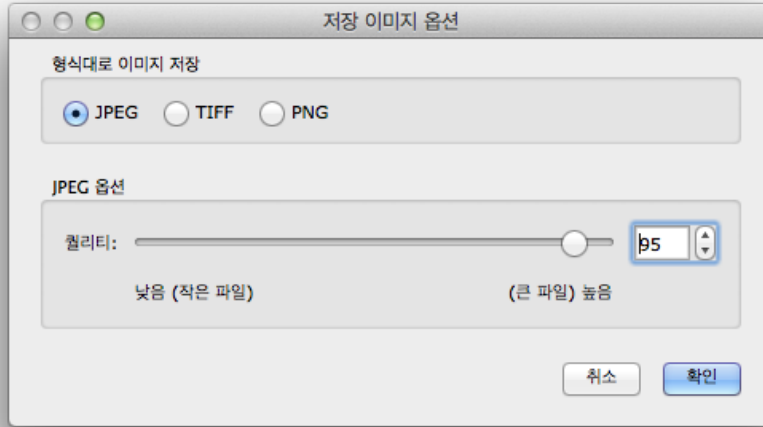 저장 이미지 옵션
형식대로 이미지 저장
JPEG TIFF PNG
JPEG 옵션
퀄리티: 95
낮음 (작은 파일) (큰 파일) 높음
취소 확인